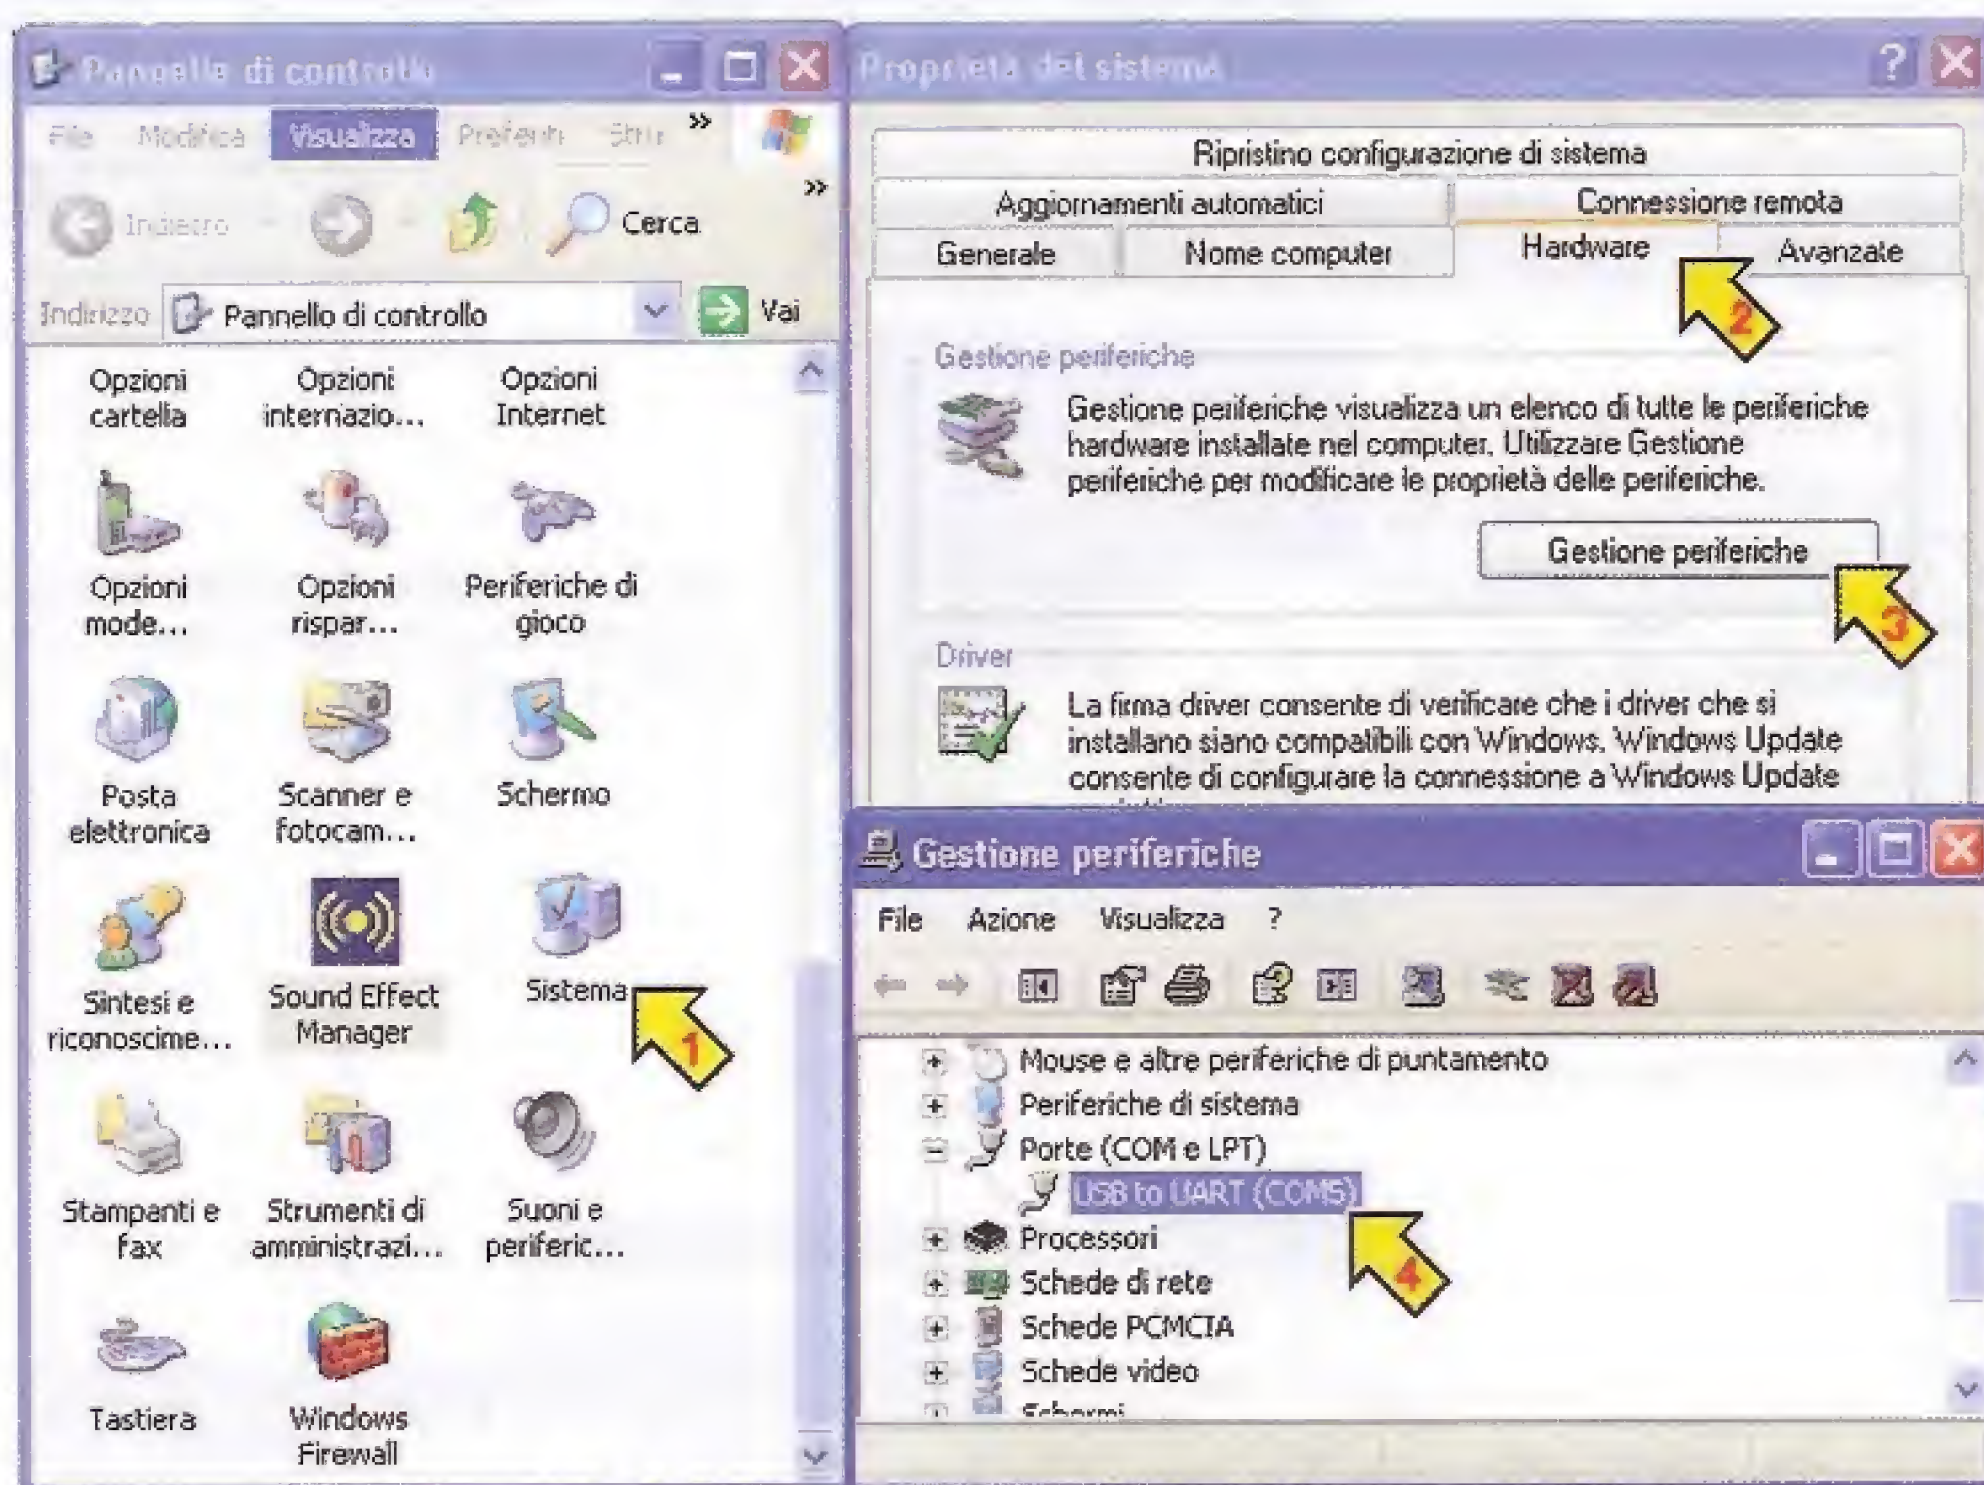 Pannello di controllo
File Modifica Visualizza Preferiti Stru »
Indietro Cerca »
Indirizzo Pannello di controllo Vai
Opzioni
cartella
Opzioni
internazio...
Opzioni
Internet
Opzioni
mode...
Opzioni
rispar...
Periferiche di
gioco
Posta
elettronica
Scanner e
fotocam...
Schermo
Sintesi e
riconoscime...
Sound Effect
Manager
Sistema
1
Stampanti e
fax
Strumenti di
amministrazi...
Suoni e
periferic...
Tastiera
Windows
Firewall
Proprietà del sistema ?
Ripristino configurazione di sistema
Aggiornamenti automatici Connessione remota
Generale Nome computer Hardware Avanzate
2
Gestione periferiche
Gestione periferiche visualizza un elenco di tutte le periferiche
hardware installate nel computer. Utilizzare Gestione
periferiche per modificare le proprietà delle periferiche.
Gestione periferiche
3
Driver
La firma driver consente di verificare che i driver che si
installano siano compatibili con Windows. Windows Update
consente di configurare la connessione a Windows Update
Gestione periferiche
File Azione Visualizza ?
Mouse e altre periferiche di puntamento
Periferiche di sistema
Porte (COM e LPT)
USB to UART (COM5)
4
Processori
Schede di rete
Schede PCMCIA
Schede video
Schermi